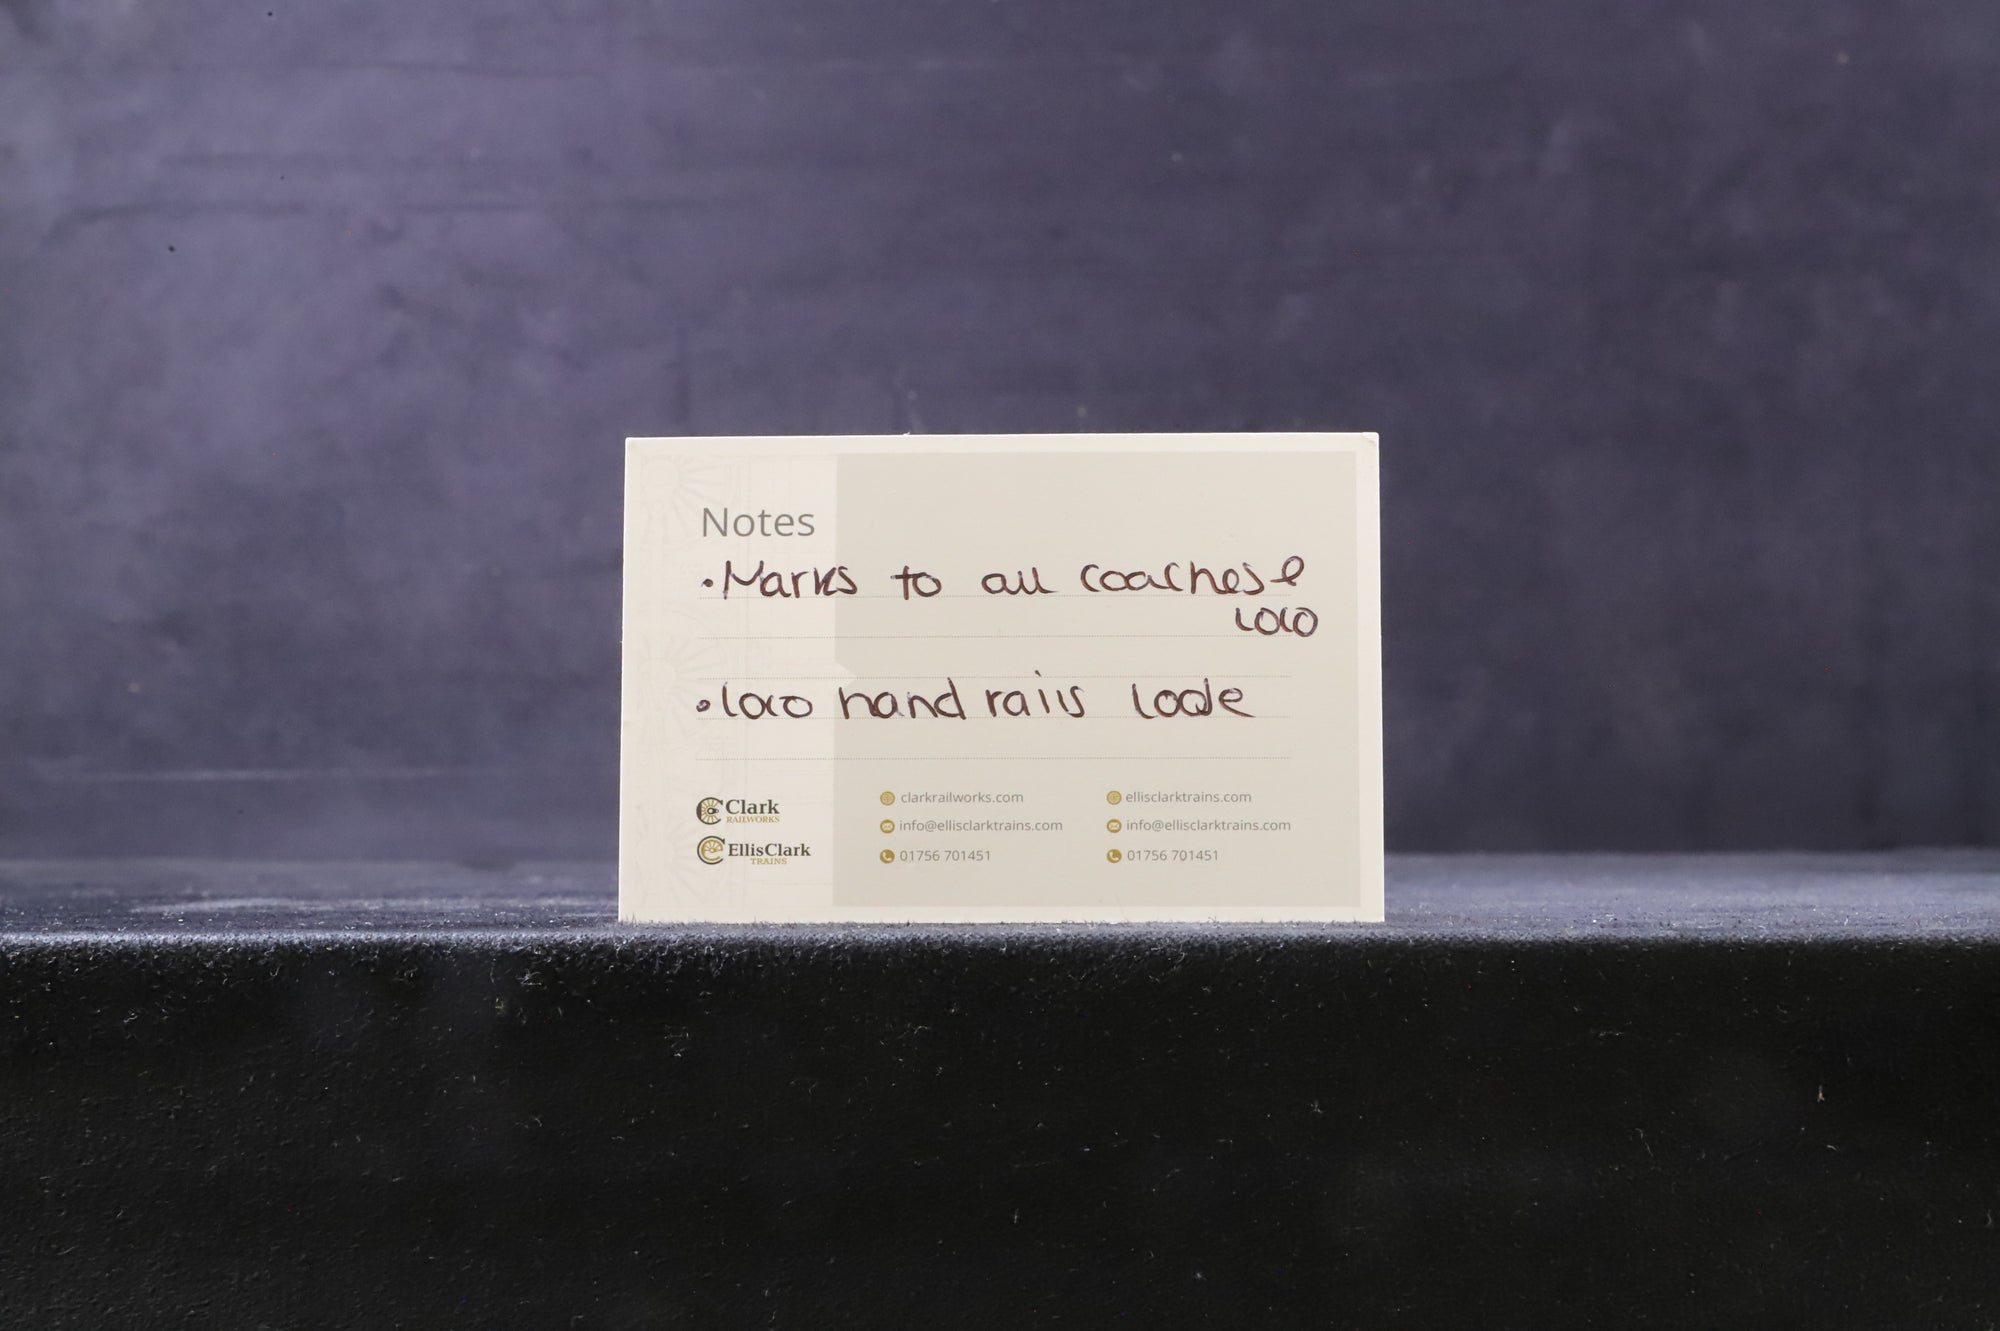 Notes
• Marks to all coaches &
loco
• loco hand rails loose
Clark
RAILWORKS
EllisClark
TRAINS
clarkrailworks.com
info@ellisclarktrains.com
01756 701451
ellisclarktrains.com
info@ellisclarktrains.com
01756 701451